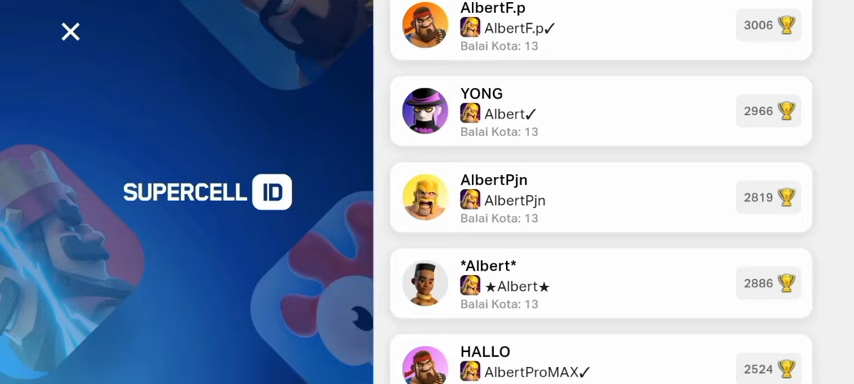 SUPERCELL ID
AlbertF.p
AlbertF.p✓
Balai Kota: 13
3006
YONG
Albert✓
Balai Kota: 13
2966
AlbertPjn
AlbertPjn
Balai Kota: 13
2819
*Albert*
★Albert★
Balai Kota: 13
2886
HALLO
AlbertProMAX✓
2524